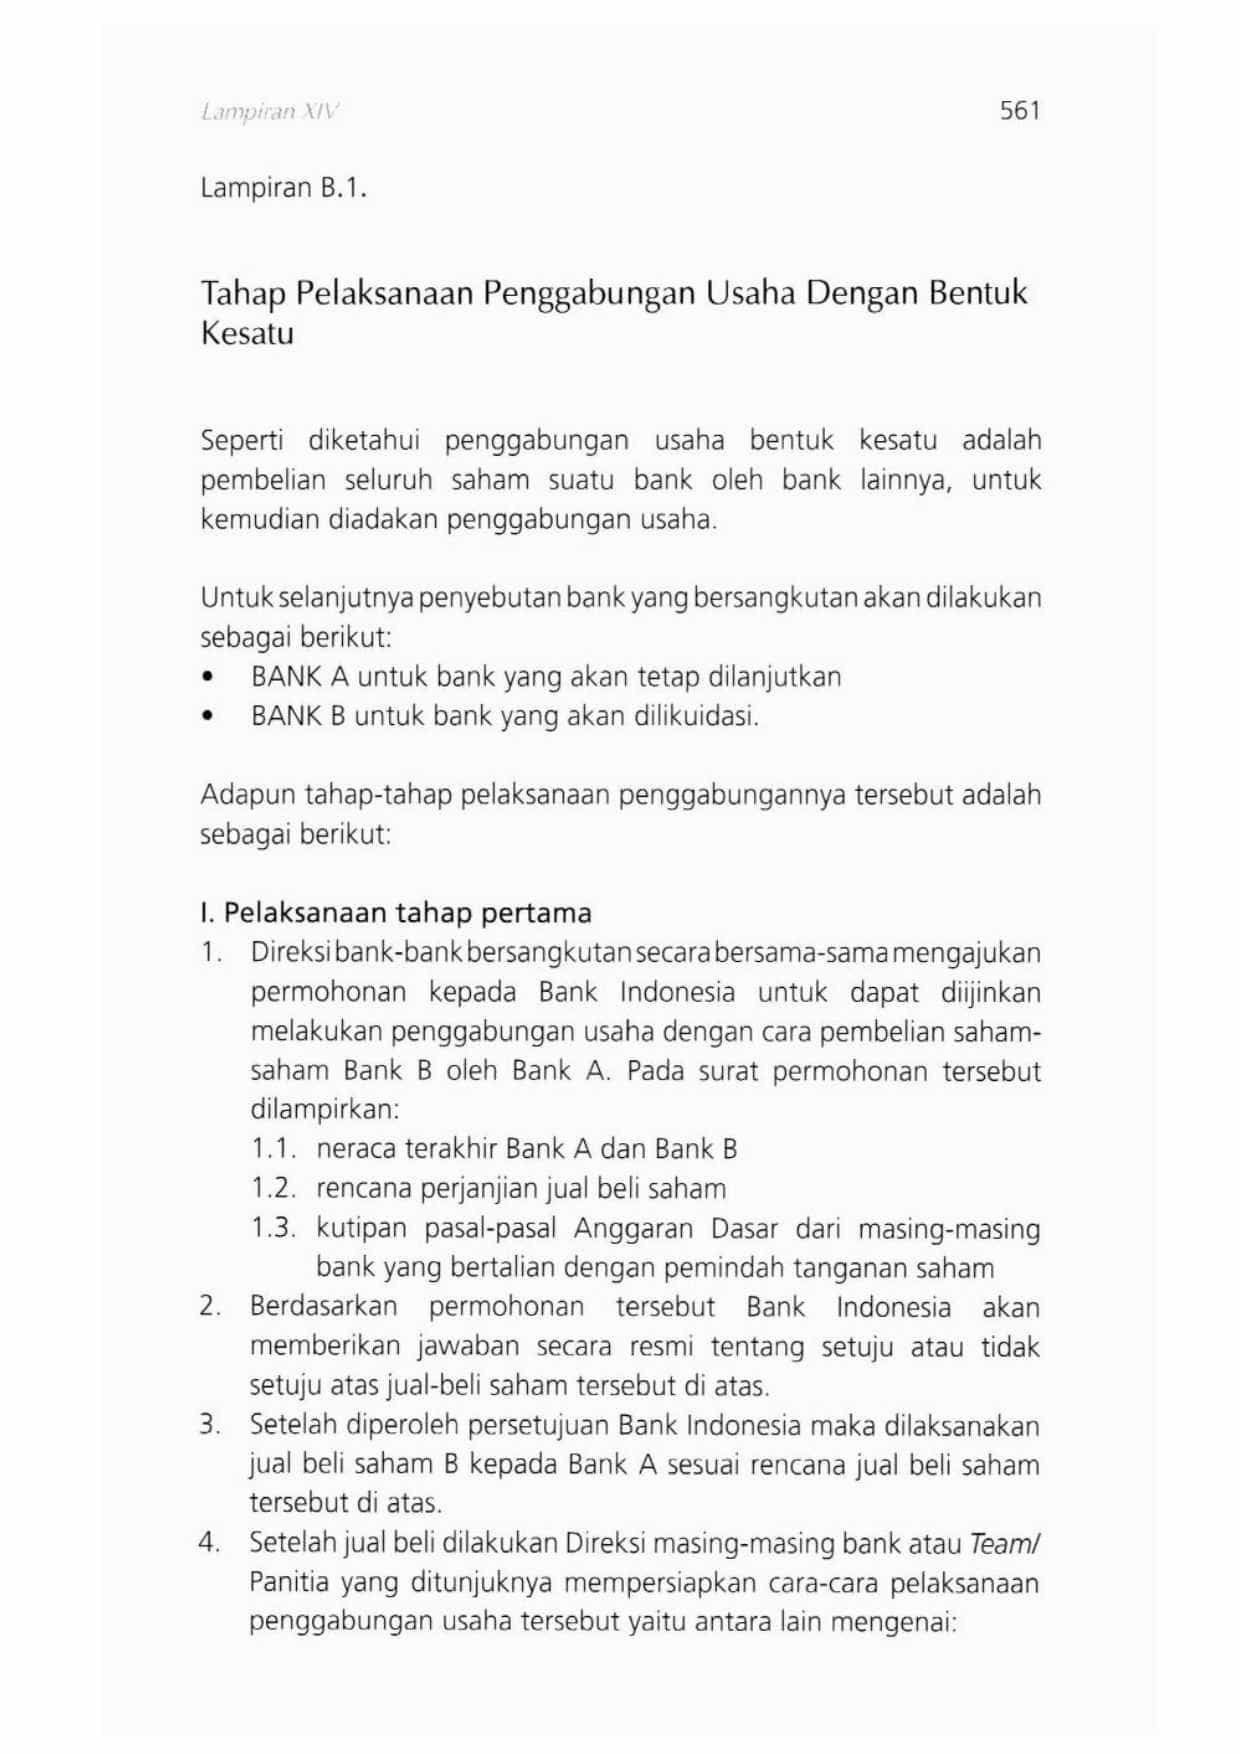 Lampiran XIV 561
Lampiran B.1.
Tahap Pelaksanaan Penggabungan Usaha Dengan Bentuk
Kesatu
Seperti diketahui penggabungan usaha bentuk kesatu adalah
pembelian seluruh saham suatu bank oleh bank lainnya, untuk
kemudian diadakan penggabungan usaha.
Untuk selanjutnya penyebutan bank yang bersangkutan akan dilakukan
sebagai berikut:
• BANK A untuk bank yang akan tetap dilanjutkan
• BANK B untuk bank yang akan dilikuidasi.
Adapun tahap-tahap pelaksanaan penggabungannya tersebut adalah
sebagai berikut:
I. Pelaksanaan tahap pertama
1. Direksi bank-bank bersangkutan secara bersama-sama mengajukan
permohonan kepada Bank Indonesia untuk dapat diijinkan
melakukan penggabungan usaha dengan cara pembelian saham-
saham Bank B oleh Bank A. Pada surat permohonan tersebut
dilampirkan:
1.1. neraca terakhir Bank A dan Bank B
1.2. rencana perjanjian jual beli saham
1.3. kutipan pasal-pasal Anggaran Dasar dari masing-masing
bank yang bertalian dengan pemindah tanganan saham
2. Berdasarkan permohonan tersebut Bank Indonesia akan
memberikan jawaban secara resmi tentang setuju atau tidak
setuju atas jual-beli saham tersebut di atas.
3. Setelah diperoleh persetujuan Bank Indonesia maka dilaksanakan
jual beli saham B kepada Bank A sesuai rencana jual beli saham
tersebut di atas.
4. Setelah jual beli dilakukan Direksi masing-masing bank atau Team/
Panitia yang ditunjuknya mempersiapkan cara-cara pelaksanaan
penggabungan usaha tersebut yaitu antara lain mengenai: